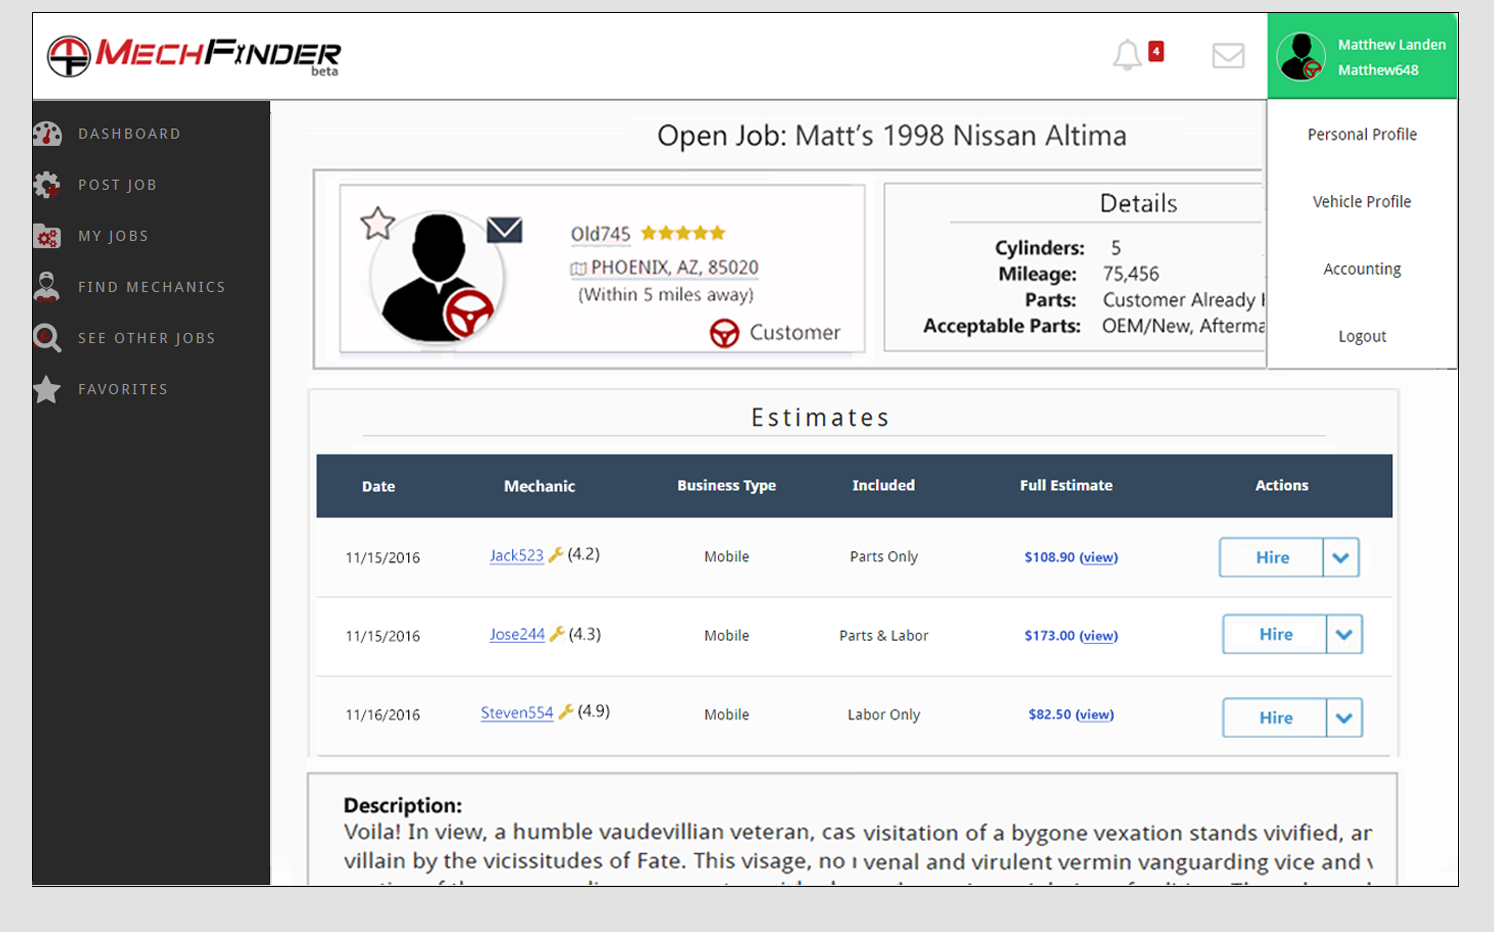 MECHFINDER
beta
4
Matthew Landen
Matthew648
Personal Profile
Vehicle Profile
Accounting
Logout
DASHBOARD
POST JOB
MY JOBS
FIND MECHANICS
SEE OTHER JOBS
FAVORITES
Open Job: Matt's 1998 Nissan Altima
Old745
PHOENIX, AZ, 85020
(Within 5 miles away)
Customer
Details
Cylinders: 5
Mileage: 75,456
Parts: Customer Already
Acceptable Parts: OEM/New, Afterma
Estimates
Date Mechanic Business Type Included Full Estimate Actions
11/15/2016 Jack523 (4.2) Mobile Parts Only $108.90 (view) Hire
11/15/2016 Jose244 (4.3) Mobile Parts & Labor $173.00 (view) Hire
11/16/2016 Steven554 (4.9) Mobile Labor Only $82.50 (view) Hire
Description:
Voila! In view, a humble vaudevillian veteran, cas visitation of a bygone vexation stands vivified, ar
villain by the vicissitudes of Fate. This visage, no venal and virulent vermin vanguarding vice and